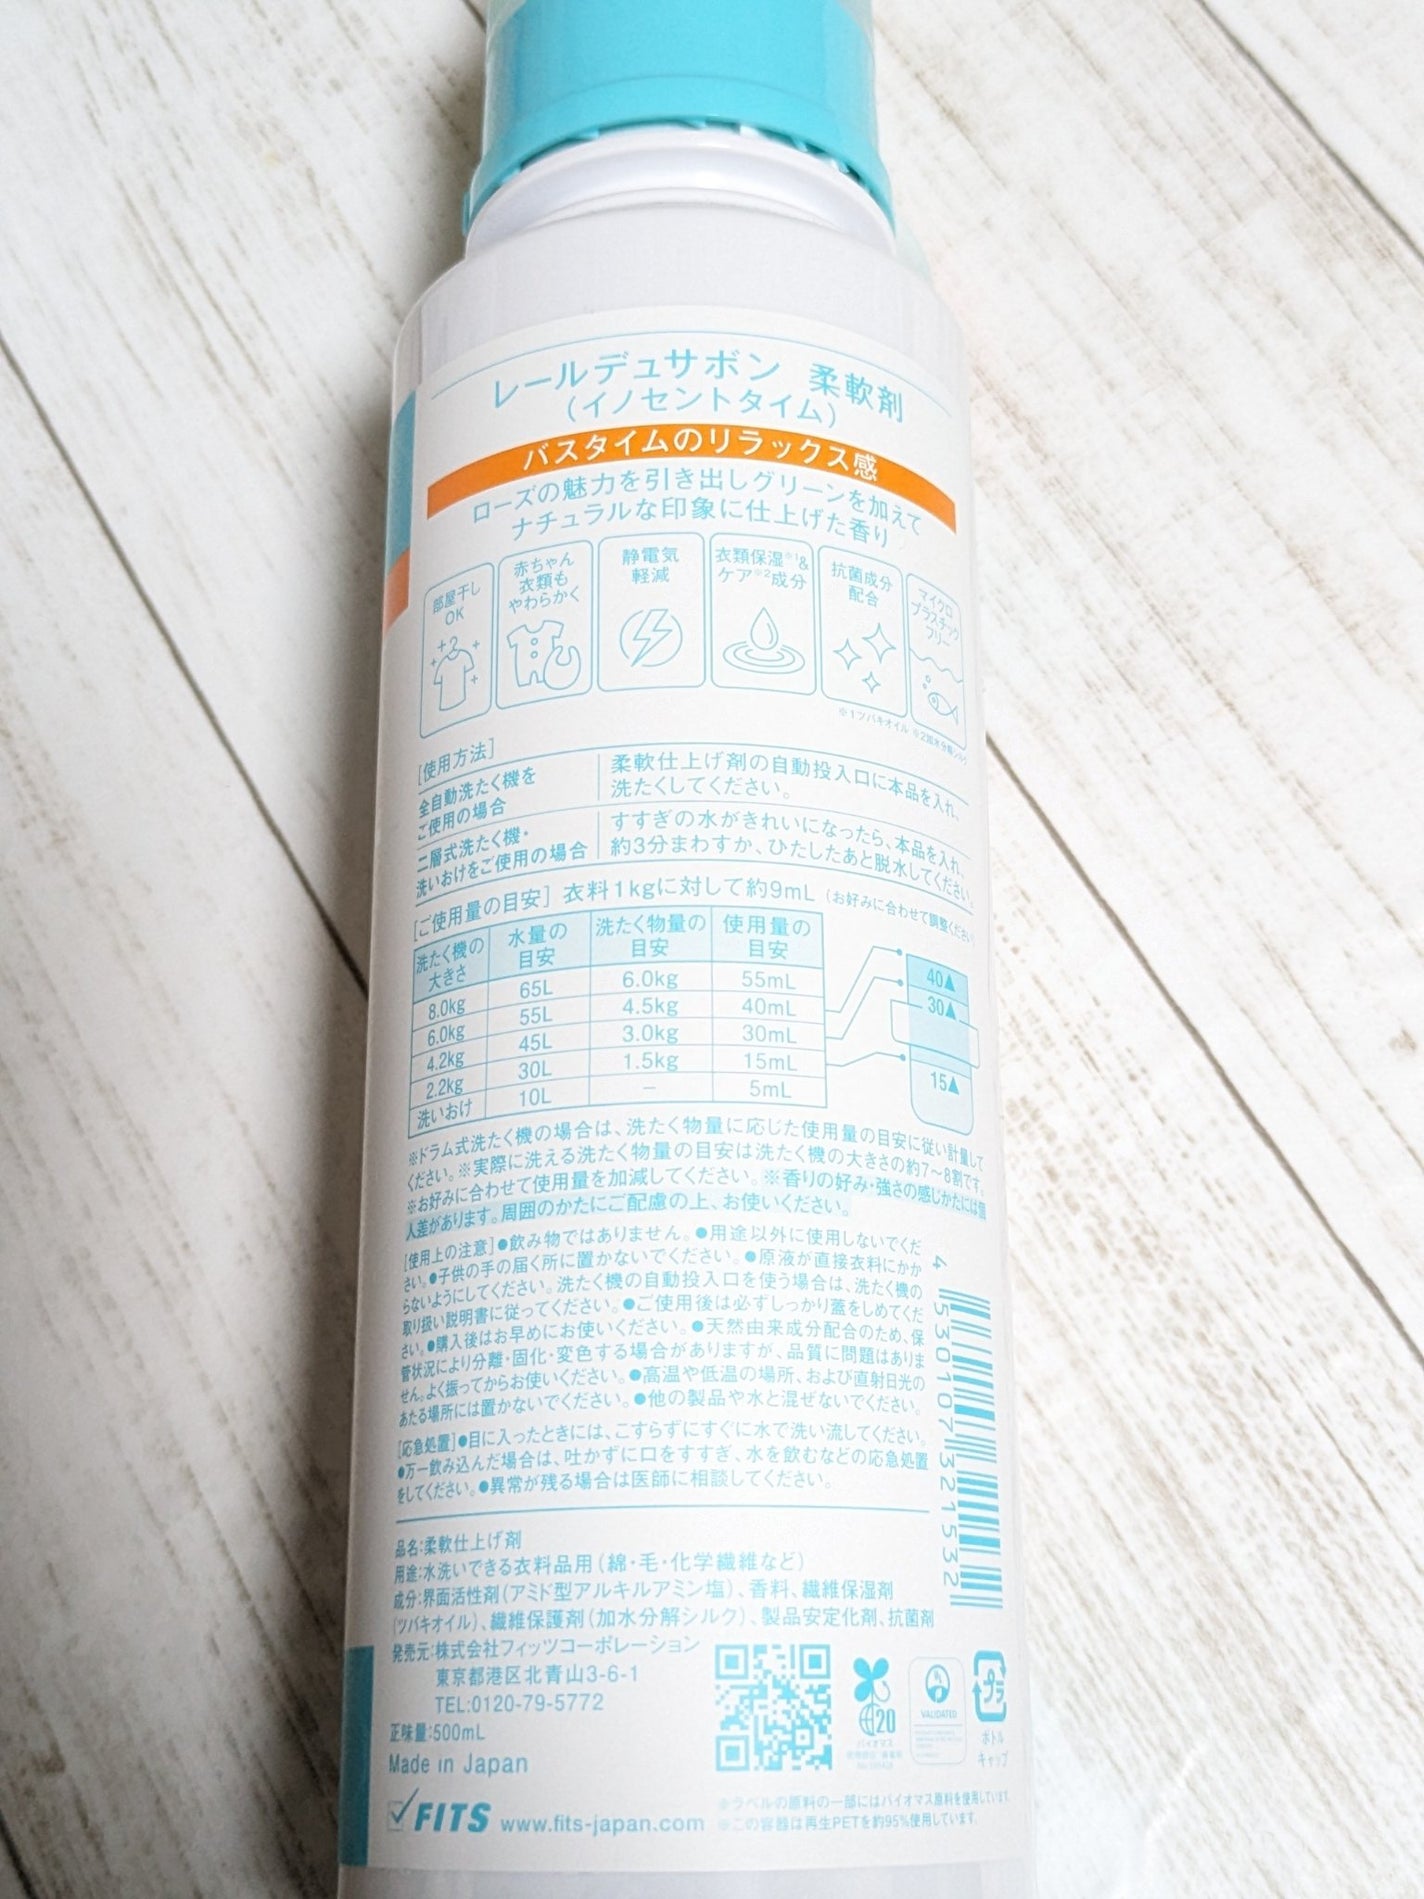 レールデュサボン 柔軟剤
(イノセントタイム)
バスタイムのリラックス感
ローズの魅力を引き出しグリーンを加えて
ナチュラルな印象に仕上げた香り
部屋干し
OK
赤ちゃん
衣類も
やわらかく
静電気
軽減
衣類保湿※1&
ケア※2成分
抗菌成分
配合
マイクロ
プラスチック
フリー
※1ツバキオイル ※2加水分解シルク
[使用方法]
全自動洗たく機を
ご使用の場合
柔軟仕上げ剤の自動投入口に本品を入れ、
洗たくしてください。
二層式洗たく機・
洗いおけをご使用の場合
すすぎの水がきれいになったら、本品を入れ、
約3分まわすか、ひたしたあと脱水してください。
[ご使用量の目安] 衣料1kgに対して約9mL (お好みに合わせて調整ください)
洗たく機の大きさ 水量の目安 洗たく物量の目安 使用量の目安
8.0kg 65L 6.0kg 55mL
6.0kg 55L 4.5kg 40mL
4.2kg 45L 3.0kg 30mL
2.2kg 30L 1.5kg 15mL
洗いおけ 10L – 5mL
40▲
30▲
15▲
※ドラム式洗たく機の場合は、洗たく物量に応じた使用量の目安に従い計量して
ください。※実際に洗える洗たく物量の目安は洗たく機の大きさの約7～8割です。
※お好みに合わせて使用量を加減してください。※香りの好み・強さの感じかたには個
人差があります。周囲のかたにご配慮の上、お使いください。
[使用上の注意]●飲み物ではありません。●用途以外に使用しないでくだ
さい。●子供の手の届く所に置かないでください。●原液が直接衣料にかか
らないようにしてください。洗たく機の自動投入口を使う場合は、洗たく機の
取り扱い説明書に従ってください。●ご使用後は必ずしっかり蓋をしめてくだ
さい。●購入後はお早めにお使いください。●天然由来成分配合のため、保
管状況により分離・固化・変色する場合がありますが、品質に問題はありま
せん。よく振ってからお使いください。●高温や低温の場所、および直射日光の
あたる場所には置かないでください。●他の製品や水と混ぜないでください。
[応急処置]●目に入ったときには、こすらずにすぐに水で洗い流してください。
●万一飲み込んだ場合は、吐かずに口をすすぎ、水を飲むなどの応急処置
をしてください。●異常が残る場合は医師に相談してください。
4 530107 321532
品名:柔軟仕上げ剤
用途:水洗いできる衣料品用(綿・毛・化学繊維など)
成分:界面活性剤(アミド型アルキルアミン塩)、香料、繊維保湿剤
(ツバキオイル)、繊維保護剤(加水分解シルク)、製品安定化剤、抗菌剤
発売元:株式会社フィッツコーポレーション
東京都港区北青山3-6-1
TEL:0120-79-5772
正味量:500mL
Made in Japan
20
バイオマス
VALIDATED
プラ
ボトル
キャップ
FITS www.fits-japan.com
※ラベルの原料の一部にはバイオマス原料を使用しています。
※この容器は再生PETを約95%使用しています。